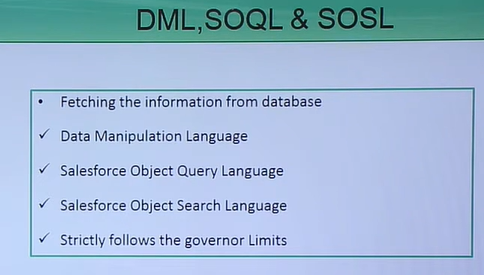 DML,SOQL & SOSL
• Fetching the information from database
✓ Data Manipulation Language
✓ Salesforce Object Query Language
✓ Salesforce Object Search Language
✓ Strictly follows the governor Limits